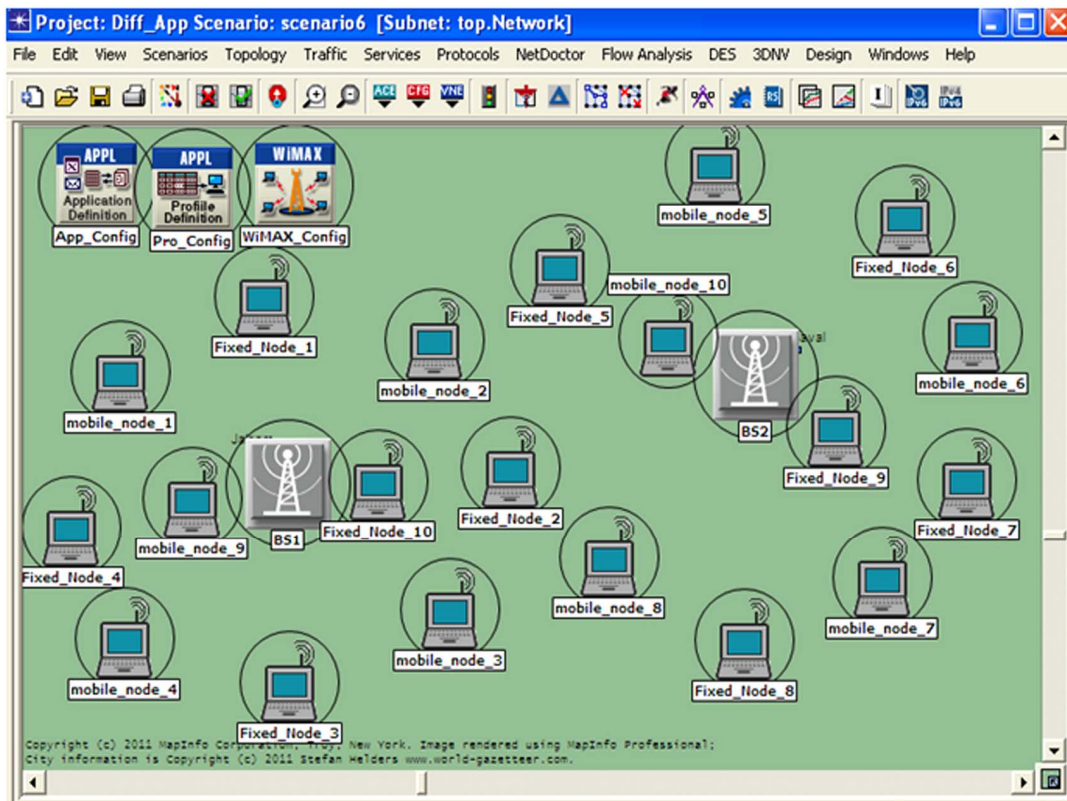 Project: Diff_App Scenario: scenario6 [Subnet: top.Network]
File Edit View Scenarios Topology Traffic Services Protocols NetDoctor Flow Analysis DES 3DNV Design Windows Help
ACE CFG VNE
APPL
Application
Definition
App_Config
APPL
Profile
Definition
Pro_Config
WiMAX
WiMAX_Config
mobile_node_5
Fixed_Node_6
mobile_node_10
Fixed_Node_5
Fixed_Node_1
mobile_node_2
mobile_node_6
mobile_node_1
BS2
Fixed_Node_9
Fixed_Node_2
Fixed_Node_7
Fixed_Node_10
BS1
mobile_node_9
Fixed_Node_4
mobile_node_8
mobile_node_7
mobile_node_3
mobile_node_4
Fixed_Node_8
Fixed_Node_3
Copyright (c) 2011 MapInfo Corporation, Troy, New York. Image rendered using MapInfo Professional;
City information is Copyright (c) 2011 Stefan Helders www.world-gazetteer.com.